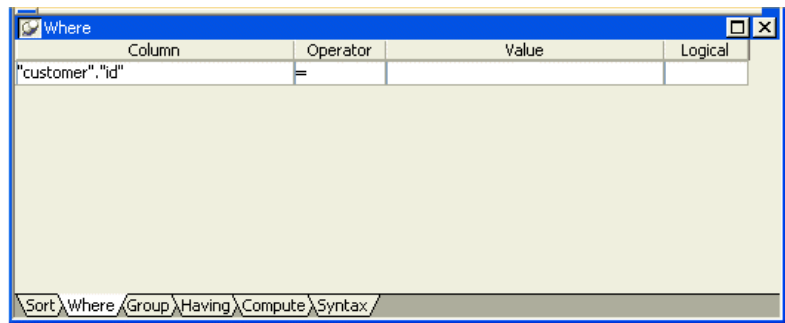 Where
Column Operator Value Logical
"customer"."id" =
Sort Where Group Having Compute Syntax